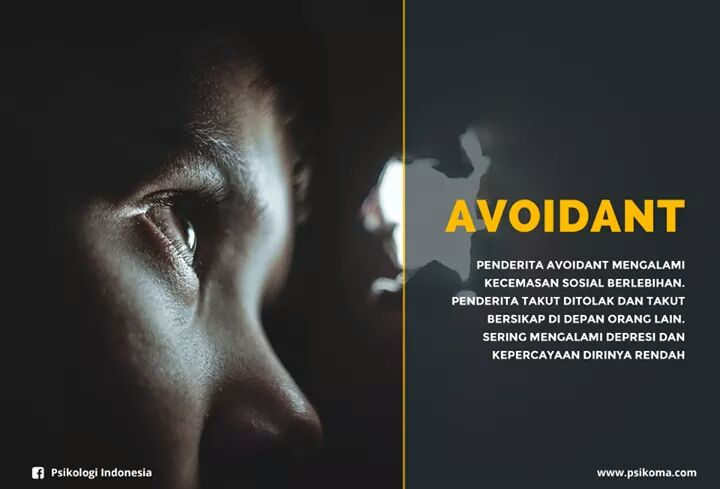 AVOIDANT
PENDERITA AVOIDANT MENGALAMI
KECEMASAN SOSIAL BERLEBIHAN.
PENDERITA TAKUT DITOLAK DAN TAKUT
BERSIKAP DI DEPAN ORANG LAIN.
SERING MENGALAMI DEPRESI DAN
KEPERCAYAAN DIRINYA RENDAH
Psikologi Indonesia
www.psikoma.com